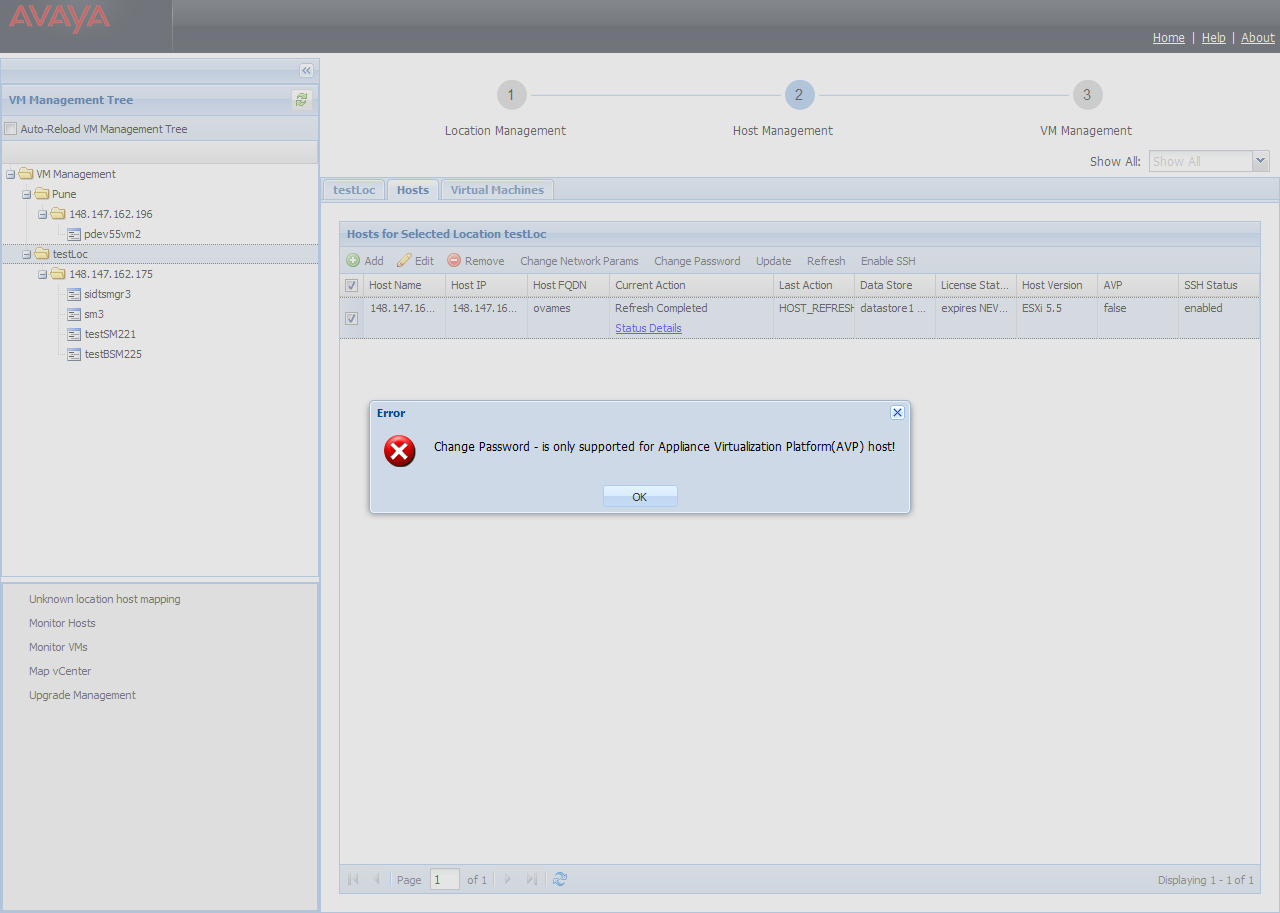 AVAYA
Home | Help | About
VM Management Tree
Auto-Reload VM Management Tree
VM Management
Pune
148.147.162.196
pdev55vm2
testLoc
148.147.162.175
sidtsmgr3
sm3
testSM221
testBSM225
Unknown location host mapping
Monitor Hosts
Monitor VMs
Map vCenter
Upgrade Management
1 2 3
Location Management Host Management VM Management
Show All: Show All
testLoc Hosts Virtual Machines
Hosts for Selected Location testLoc
Add Edit Remove Change Network Params Change Password Update Refresh Enable SSH
Host Name Host IP Host FQDN Current Action Last Action Data Store License Stat... Host Version AVP SSH Status
148.147.16... 148.147.16... ovames Refresh Completed HOST_REFRESH datastore1 ... expires NEV... ESXi 5.5 false enabled
Status Details
Error
Change Password - is only supported for Appliance Virtualization Platform(AVP) host!
OK
Page 1 of 1 Displaying 1 - 1 of 1